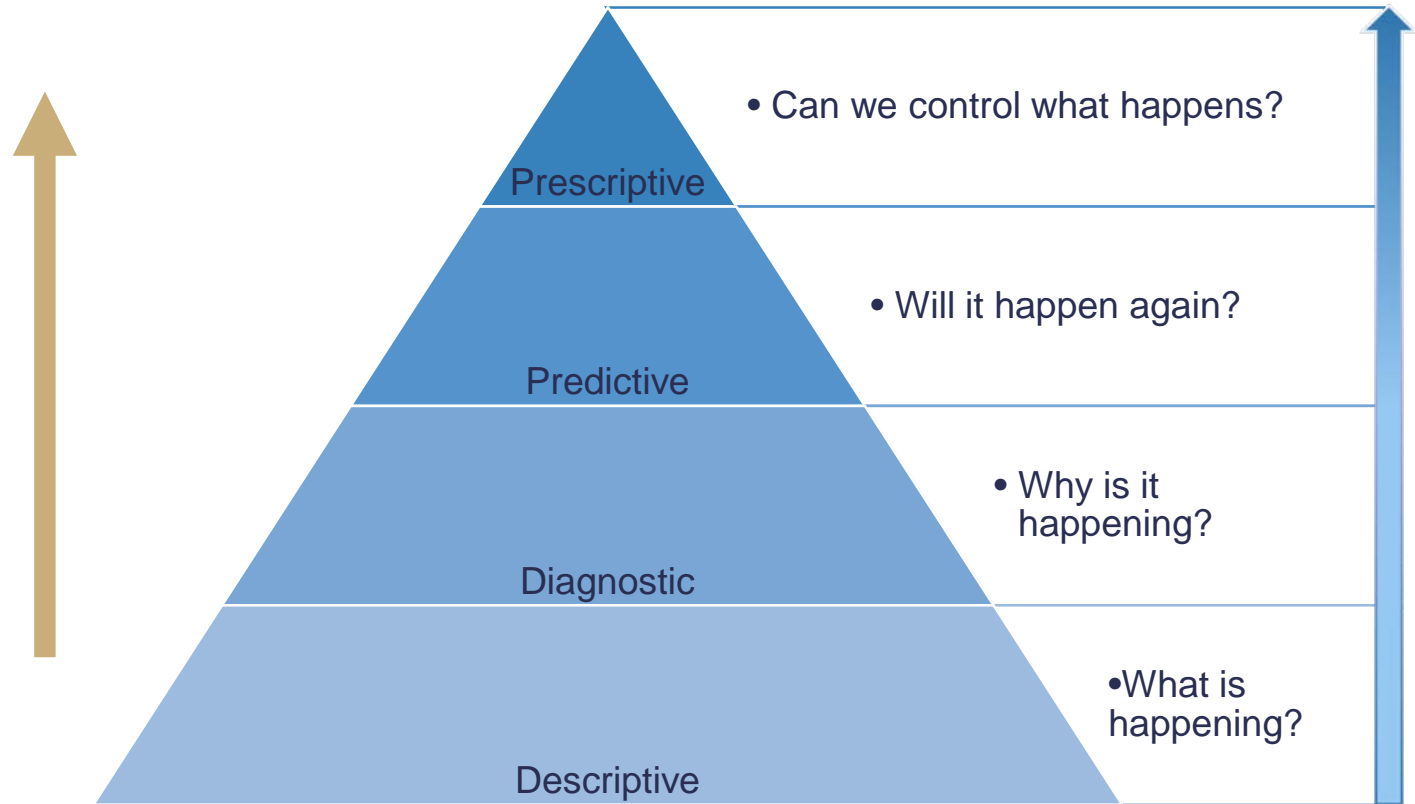 • Can we control what happens?
Prescriptive
• Will it happen again?
Predictive
• Why is it
happening?
Diagnostic
•What is
happening?
Descriptive